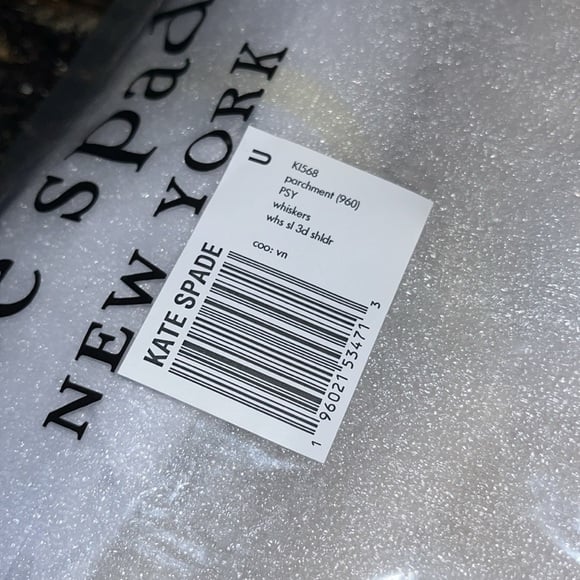 e spade
NEW YORK
U
K1568
parchment (960)
PSY
whiskers
whs sl 3d shldr
coo: vn
KATE SPADE
1 96021 53471 3